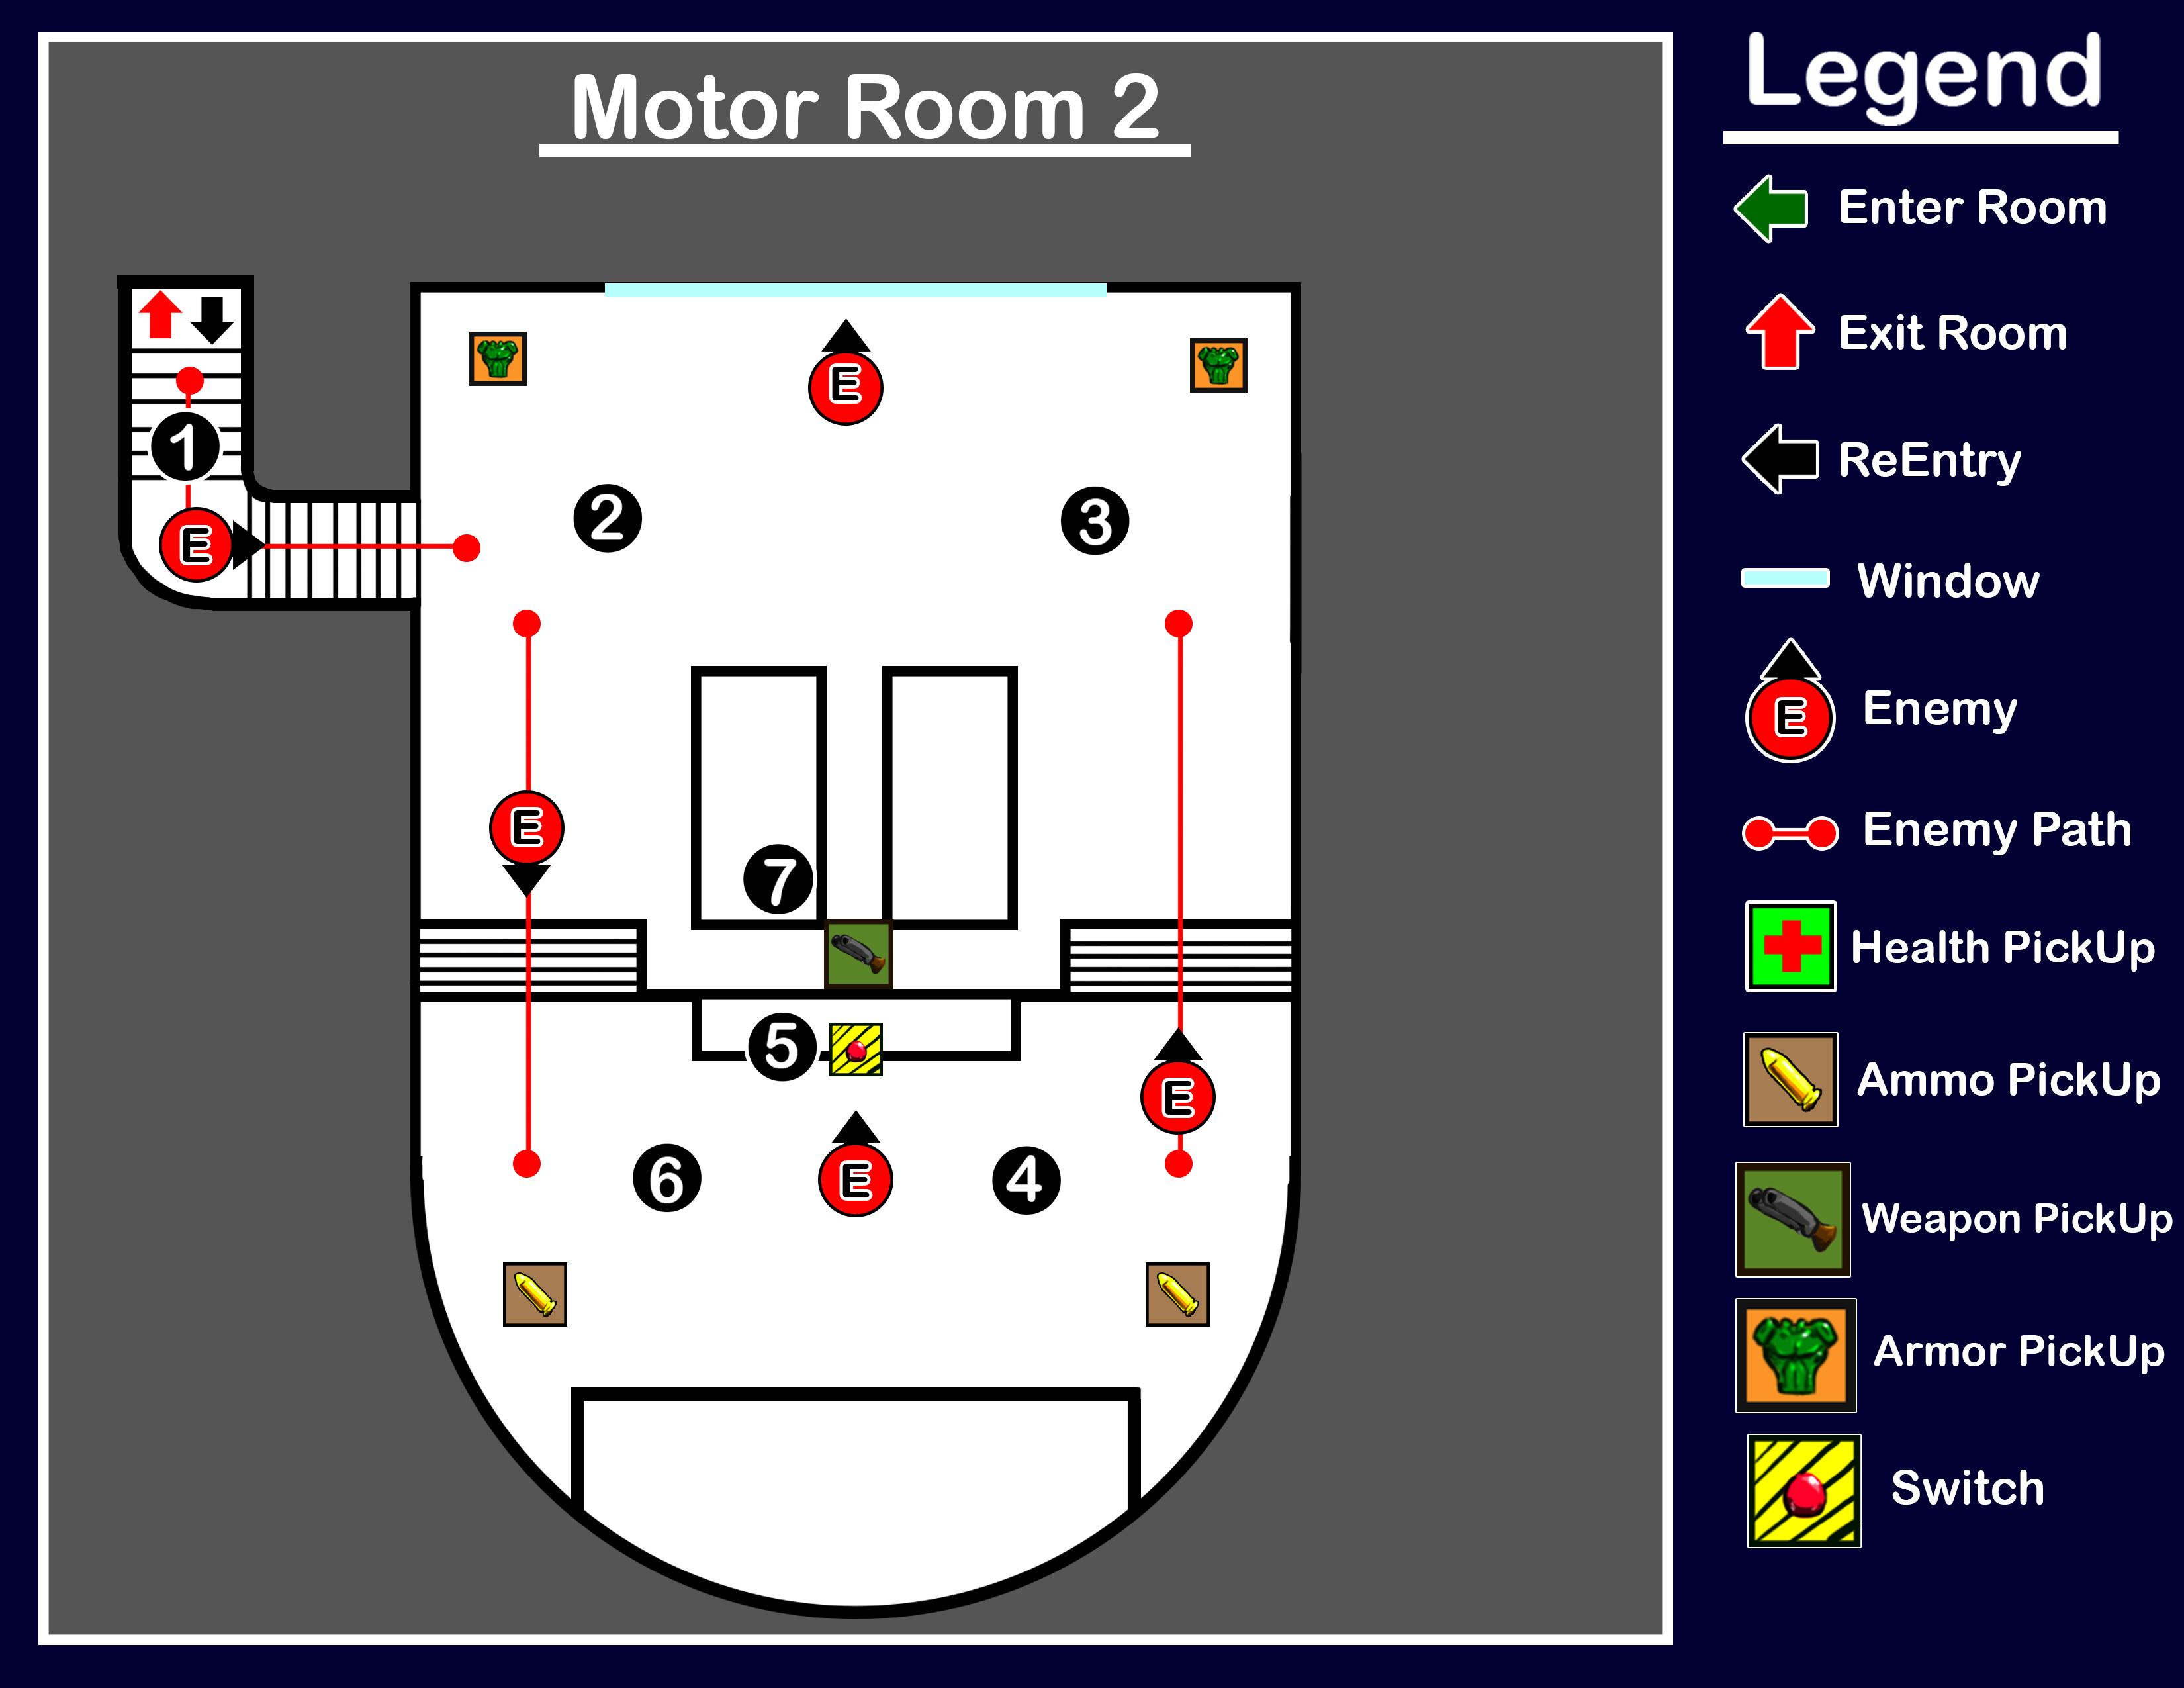 Motor Room 2
1
E
E
2
3
E
7
5
E
6
E
4
E
Legend
Enter Room
Exit Room
ReEntry
Window
E
Enemy
Enemy Path
Health PickUp
Ammo PickUp
Weapon PickUp
Armor PickUp
Switch